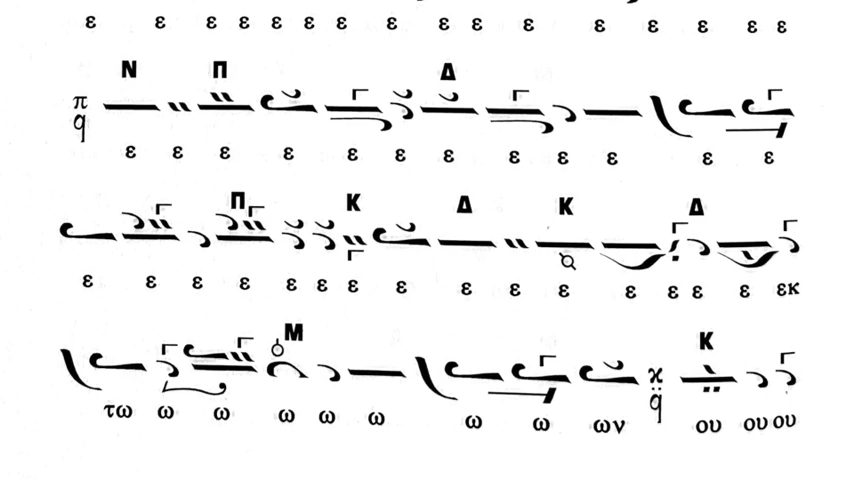 ε ε ε ε ε ε ε ε ε ε ε ε ε ε ε
Ν Π Δ
π q
ε ε ε ε ε ε ε ε ε ε ε ε
Π Κ Δ Κ Δ
ε ε ε ε ε ε ε ε ε ε ε ε ε ε ε εκ
Μ Κ
τω ω ω ω ω ω ω ω ων ου ου ου